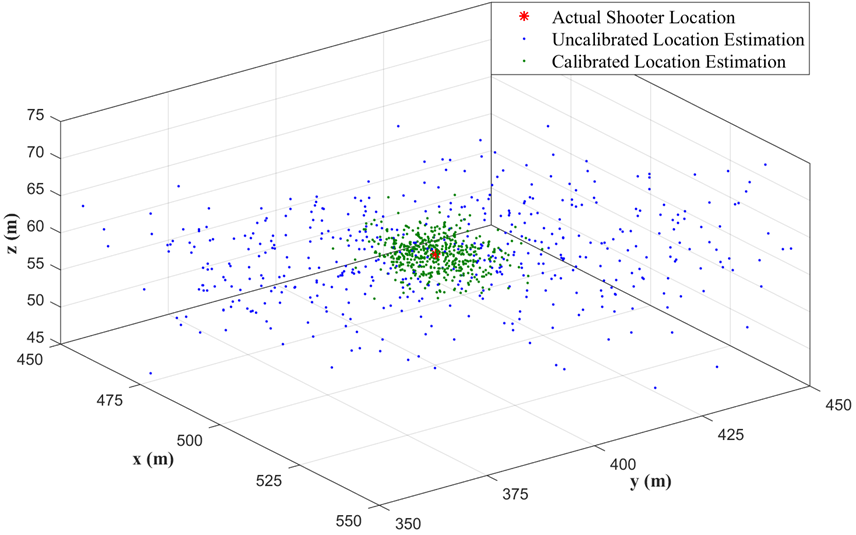 Actual Shooter Location
Uncalibrated Location Estimation
Calibrated Location Estimation
75
70
65
60
55
50
45
z (m)
450
475
500
525
550
x (m)
350
375
400
425
450
y (m)